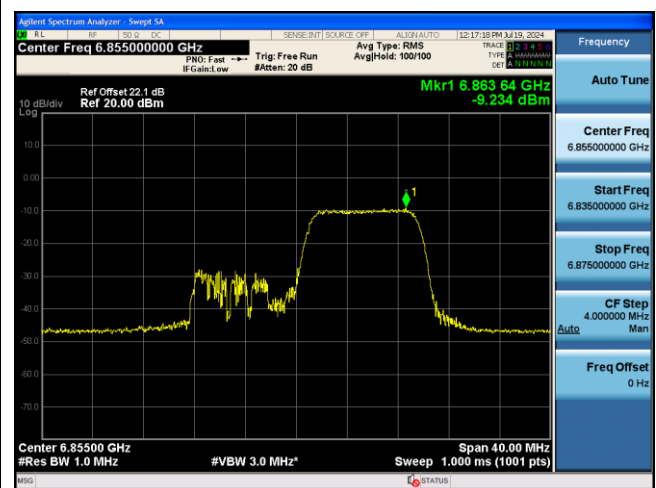 Agilent Spectrum Analyzer - Swept SA
RL RF 50 Ω DC SENSE:INT SOURCE OFF ALIGN AUTO 12:17:18 PM Jul 19, 2024
Center Freq 6.855000000 GHz
PNO: Fast
IFGain:Low
Trig: Free Run
#Atten: 20 dB
Avg Type: RMS
Avg|Hold: 100/100
TRACE 1 2 3 4 5 6
TYPE A
DET A N N N N N
Frequency
Auto Tune
Mkr1 6.863 64 GHz
-9.234 dBm
Ref Offset 22.1 dB
10 dB/div Ref 20.00 dBm
Log
10.0
0.00
-10.0
-20.0
-30.0
-40.0
-50.0
-60.0
-70.0
1
Center Freq
6.855000000 GHz
Start Freq
6.835000000 GHz
Stop Freq
6.875000000 GHz
CF Step
4.000000 MHz
Auto Man
Freq Offset
0 Hz
Center 6.85500 GHz Span 40.00 MHz
#Res BW 1.0 MHz #VBW 3.0 MHz* Sweep 1.000 ms (1001 pts)
MSG STATUS